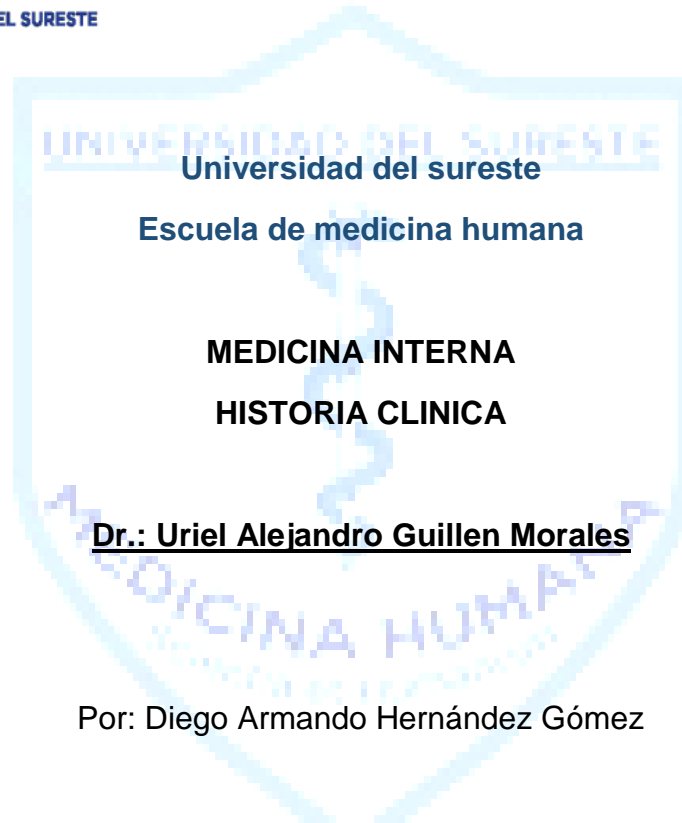 EL SURESTE
UNIVERSIDAD DEL SURESTE
Universidad del sureste
Escuela de medicina humana
MEDICINA INTERNA
HISTORIA CLINICA
Dr.: Uriel Alejandro Guillen Morales
MEDICINA HUMANA
Por: Diego Armando Hernández Gómez